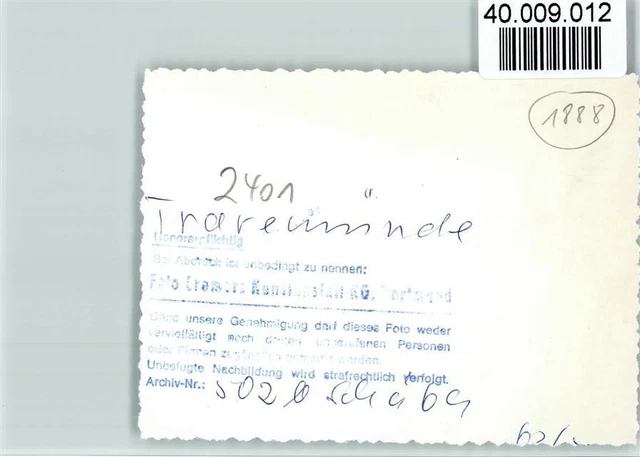 40.009.012
1888
2401
Travemünde
Honorarpflichtig
Bei Abdruck ist unbedingt zu nennen:
Foto Cramers Kunstanstalt KG, Dortmund
Ohne unsere Genehmigung darf dieses Foto weder
vervielfältigt noch dritten unberufenen Personen
oder Firmen zugänglich gemacht werden.
Unbefugte Nachbildung wird strafrechtlich verfolgt.
Archiv-Nr.: 5020